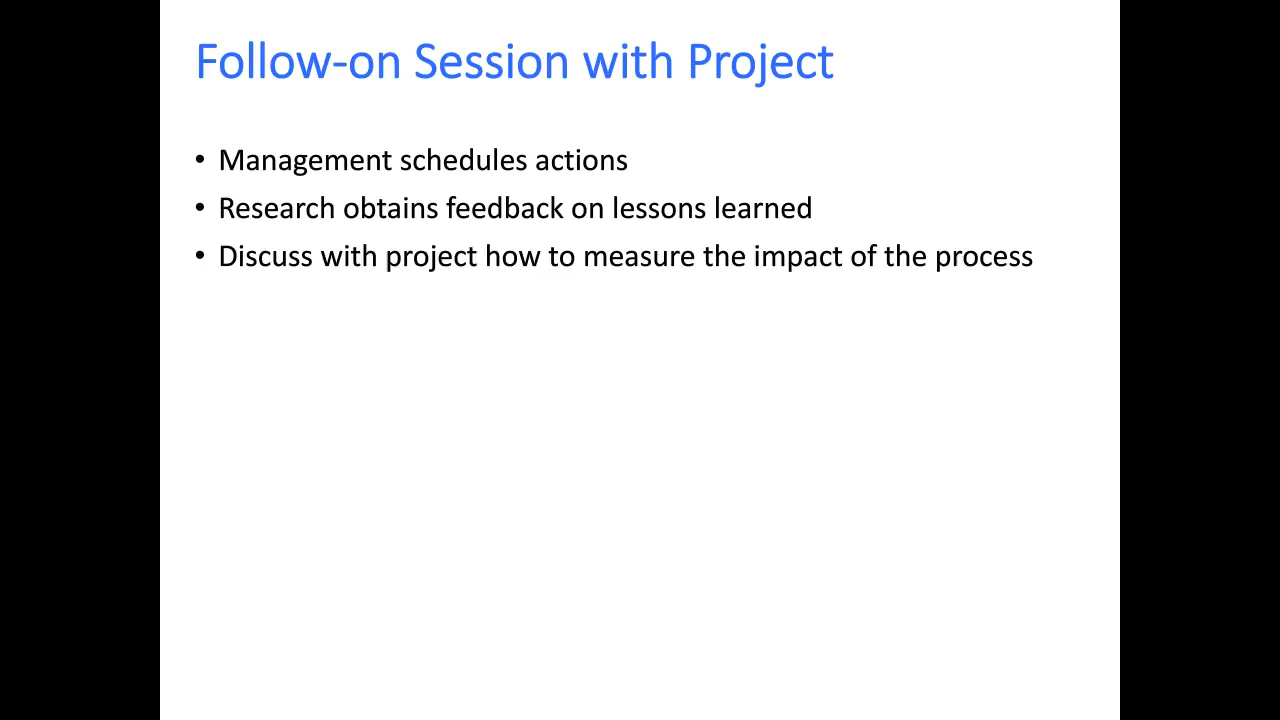 Follow-on Session with Project
• Management schedules actions
• Research obtains feedback on lessons learned
• Discuss with project how to measure the impact of the process